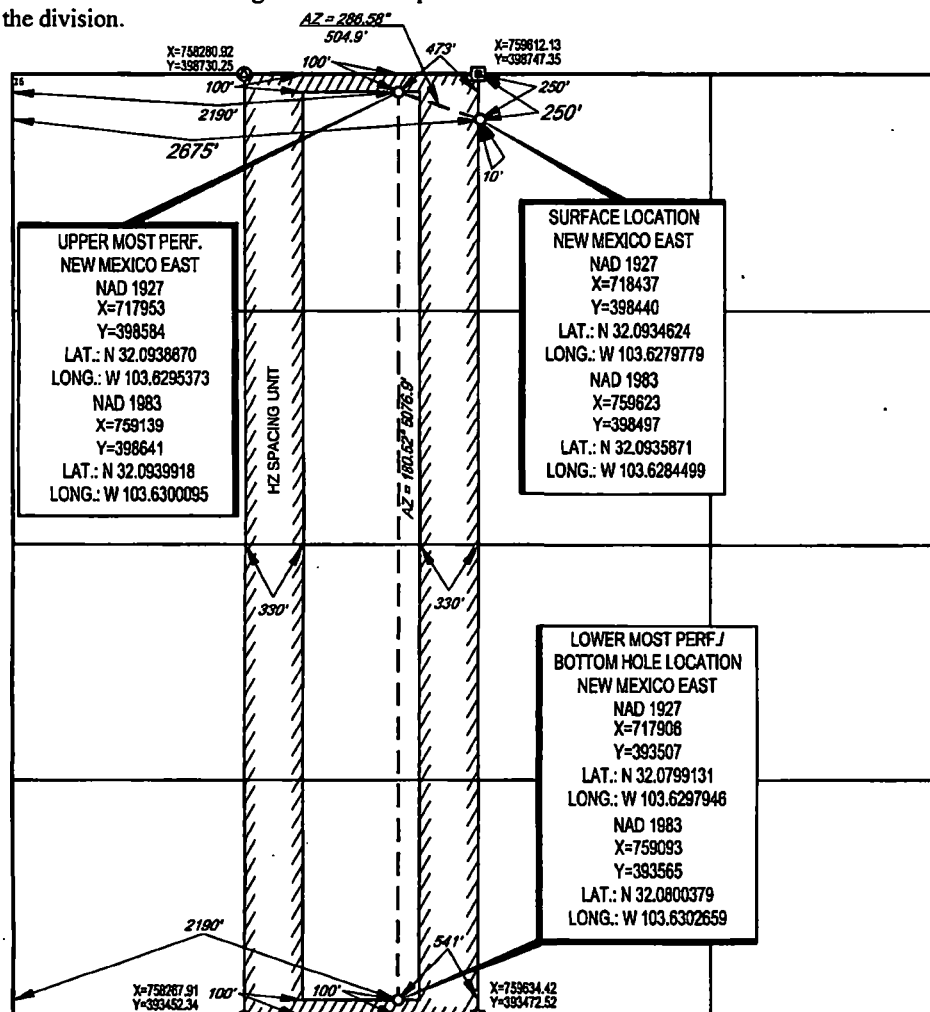 the division.
AZ = 286.58°
504.9'
X=758280.92
Y=398730.25
X=759612.13
Y=398747.35
100'
473'
100'
250'
2190'
250'
2675'
10'
UPPER MOST PERF.
NEW MEXICO EAST
NAD 1927
X=717953
Y=398584
LAT.: N 32.0938670
LONG.: W 103.6295373
NAD 1983
X=759139
Y=398641
LAT.: N 32.0939918
LONG.: W 103.6300095
SURFACE LOCATION
NEW MEXICO EAST
NAD 1927
X=718437
Y=398440
LAT.: N 32.0934624
LONG.: W 103.6279779
NAD 1983
X=759623
Y=398497
LAT.: N 32.0935871
LONG.: W 103.6284499
HZ SPACING UNIT
AZ = 180.52° 5076.9'
330'
330'
LOWER MOST PERF./
BOTTOM HOLE LOCATION
NEW MEXICO EAST
NAD 1927
X=717906
Y=393507
LAT.: N 32.0799131
LONG.: W 103.6297946
NAD 1983
X=759093
Y=393565
LAT.: N 32.0800379
LONG.: W 103.6302659
2190'
541'
X=758267.91
Y=393452.34
100'
100'
X=759634.42
Y=393472.52